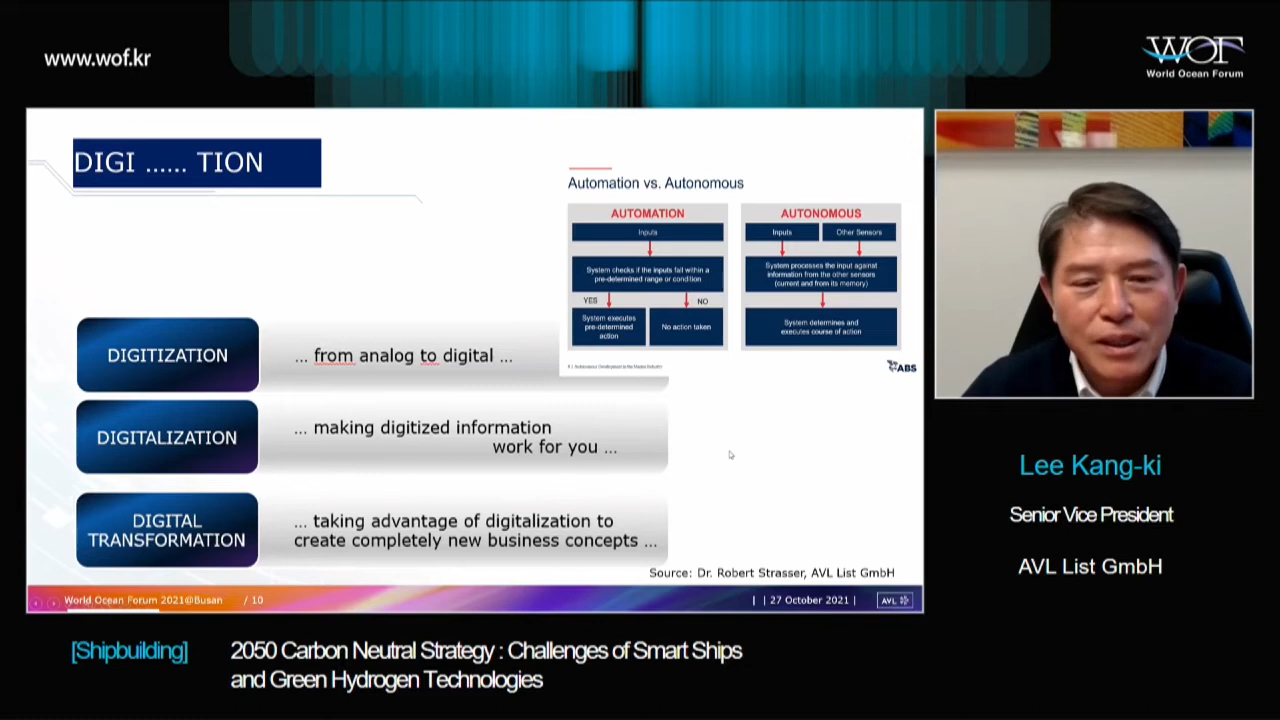 www.wof.kr
WOF
World Ocean Forum
DIGI ...... TION
Automation vs. Autonomous
AUTOMATION
Inputs
System checks if the inputs fall within a
pre-determined range or condition
YES
NO
System executes
pre-determined
action
No action taken
AUTONOMOUS
Inputs
Other Sensors
System processes the input against
information from the other sensors
(current and from its memory)
System determines and
executes course of action
ABS
DIGITIZATION
... from analog to digital ...
DIGITALIZATION
... making digitized information
work for you ...
DIGITAL
TRANSFORMATION
... taking advantage of digitalization to
create completely new business concepts ...
Source: Dr. Robert Strasser, AVL List GmbH
World Ocean Forum 2021@Busan / 10
| | 27 October 2021 |
AVL
Lee Kang-ki
Senior Vice President
AVL List GmbH
[Shipbuilding]
2050 Carbon Neutral Strategy : Challenges of Smart Ships
and Green Hydrogen Technologies